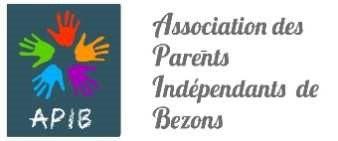 APIB
Association des
Parents
Indépendants de
Bezons